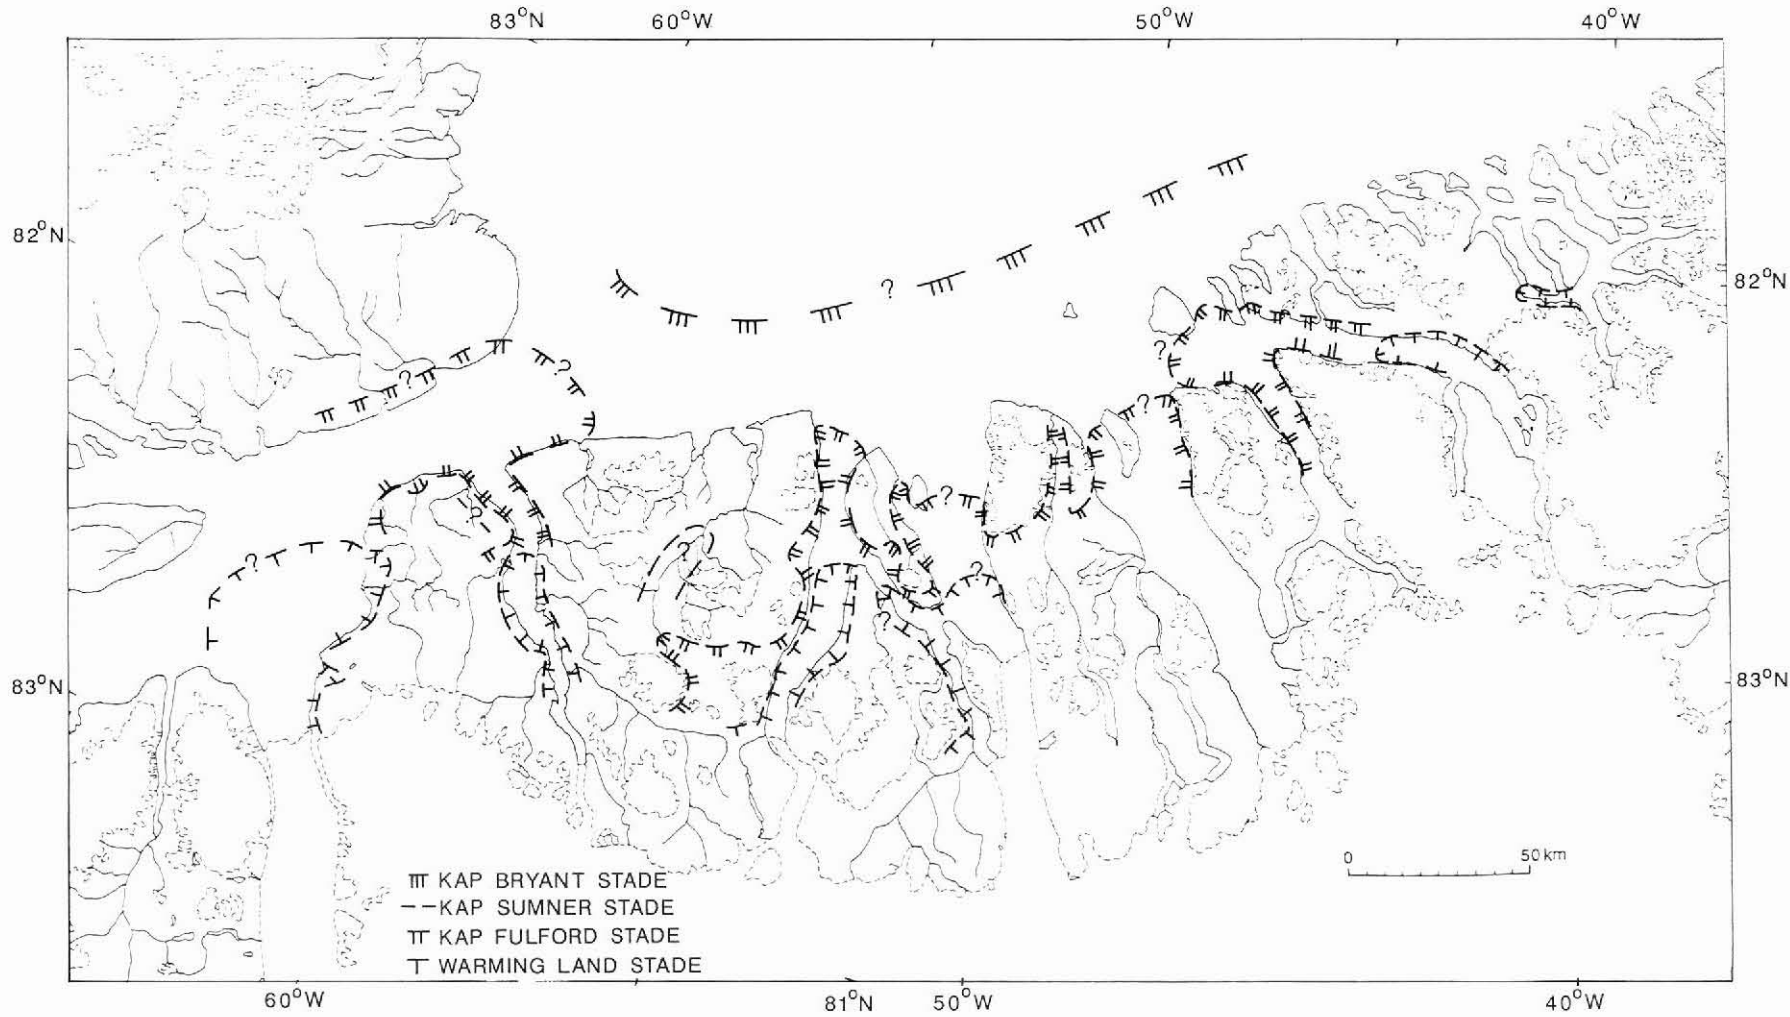 83°N 60°W 50°W 40°W
82°N
82°N
?
?
?
?
?
?
?
?
?
?
?
?
83°N
83°N
0 50 km
KAP BRYANT STADE
KAP SUMNER STADE
KAP FULFORD STADE
WARMING LAND STADE
60°W 81°N 50°W 40°W